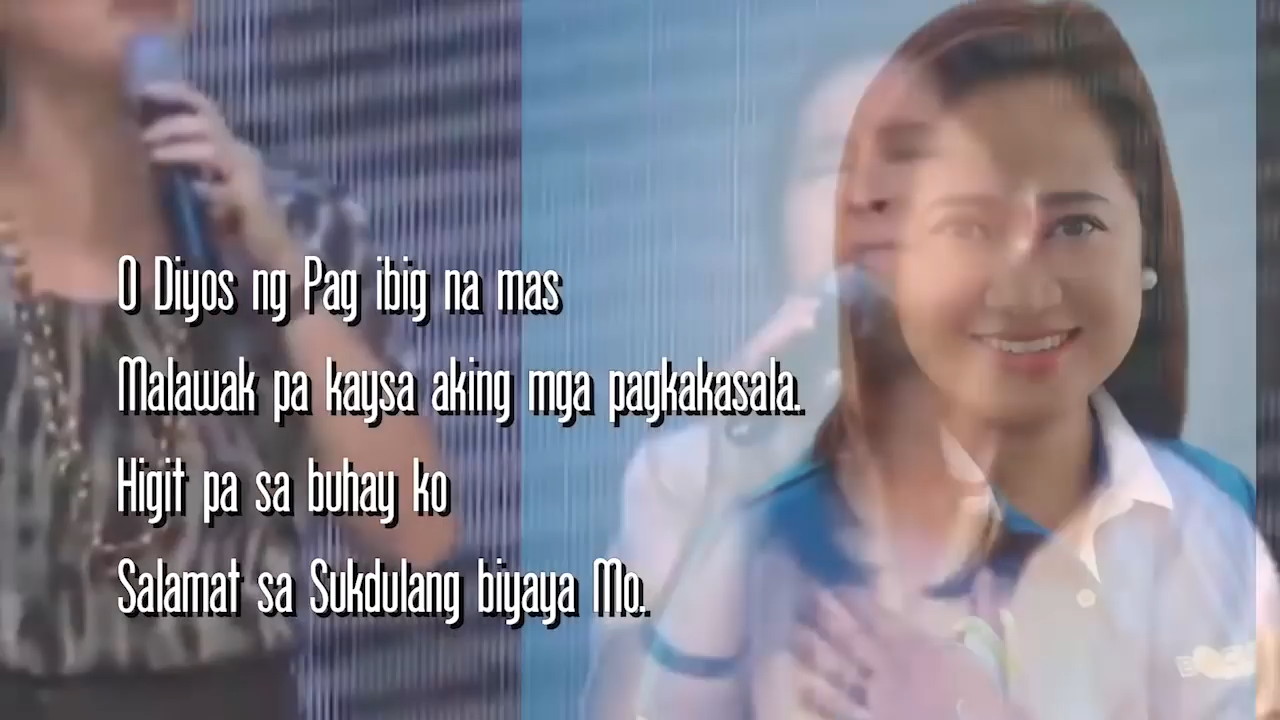 O Diyos ng Pag ibig na mas
Malawak pa kaysa aking mga pagkakasala.
Higit pa sa buhay ko
Salamat sa Sukdulang biyaya Mo.